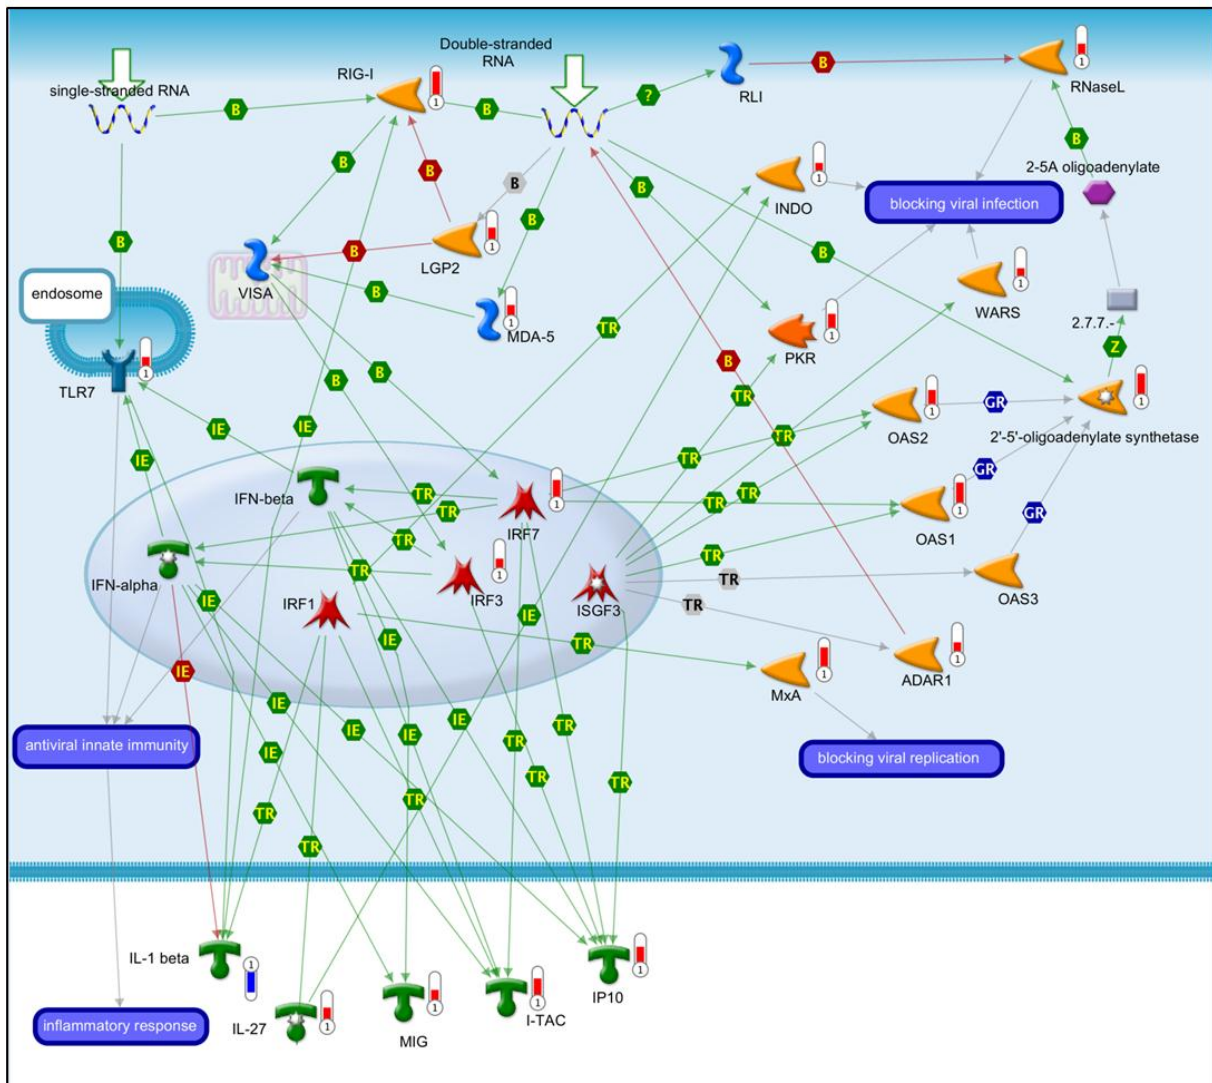 Double-stranded
RNA
RIG-I
single-stranded RNA
RLI
RNaseL
B
B
?
B
1
1
B
B
B
B
B
B
2-5A oligoadenylate
INDO
1
blocking viral infection
LGP2
1
B
B
B
B
VISA
MDA-5
1
endosome
TLR7
1
WARS
1
2.7.7.-
Z
TR
PKR
1
B
B
B
IE
IE
TR
TR
OAS2
1
GR
2'-5'-oligoadenylate synthetase
1
IE
TR
TR
TR
TR
GR
IFN-beta
TR
TR
IRF7
1
OAS1
1
GR
TR
TR
TR
IFN-alpha
IRF1
IRF3
1
ISGF3
TR
TR
OAS3
IE
IE
IE
TR
MxA
1
ADAR1
1
IE
IE
IE
IE
IE
antiviral innate immunity
IE
TR
TR
blocking viral replication
TR
TR
TR
TR
TR
IL-1 beta
1
IL-27
1
MIG
1
I-TAC
1
IP10
1
inflammatory response